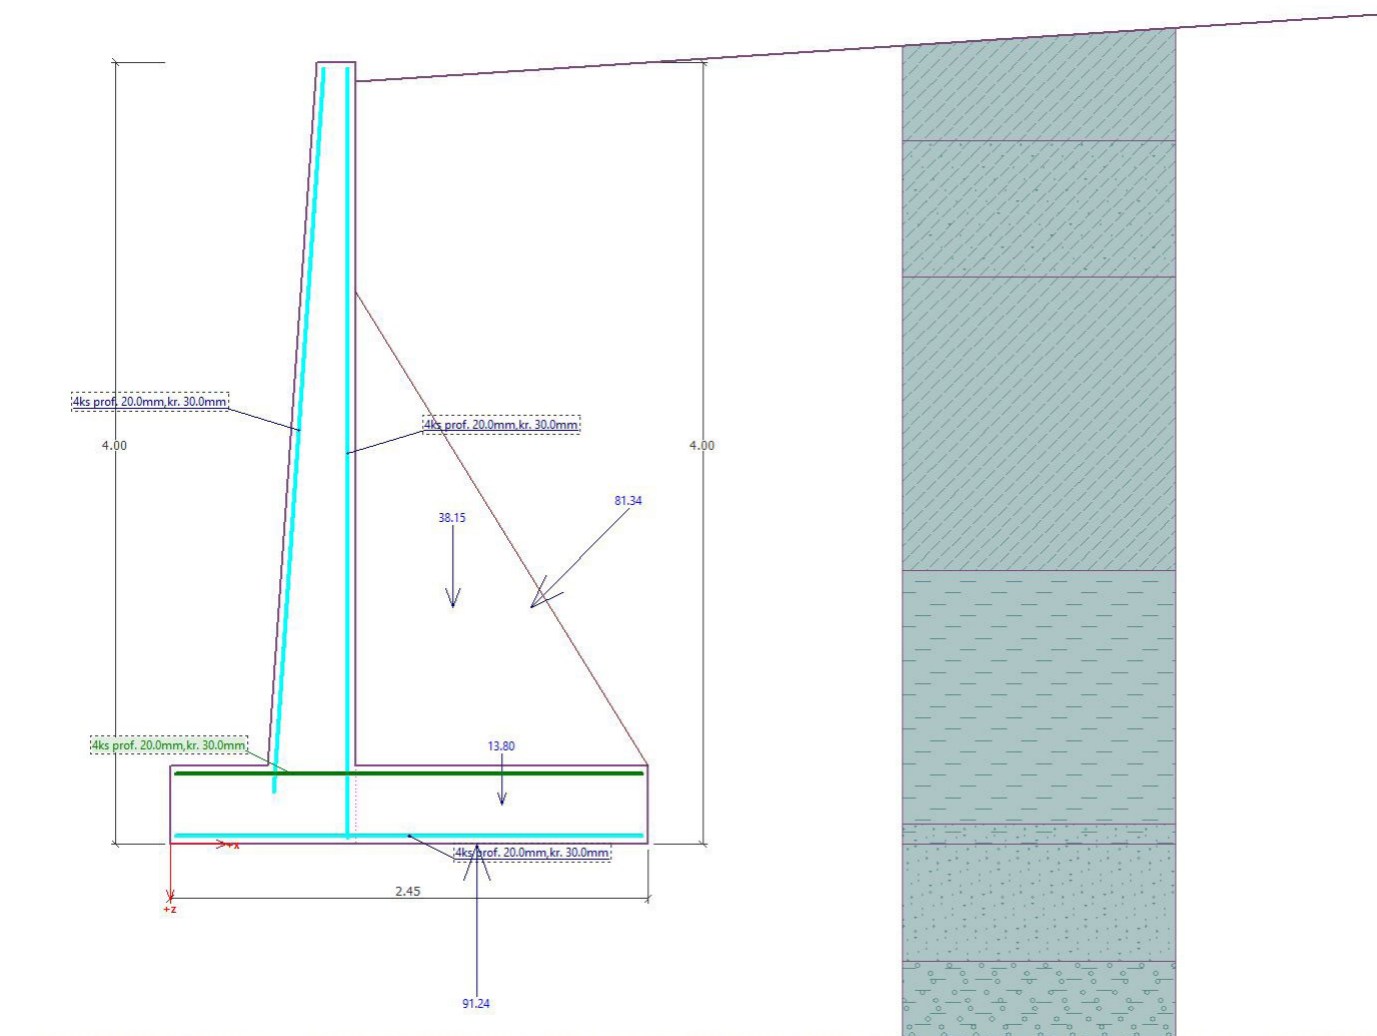 4ks prof. 20.0mm,kr. 30.0mm
4ks prof. 20.0mm,kr. 30.0mm
4.00
4.00
81.34
38.15
4ks prof. 20.0mm,kr. 30.0mm
13.80
+x
4ks prof. 20.0mm,kr. 30.0mm
2.45
+z
91.24